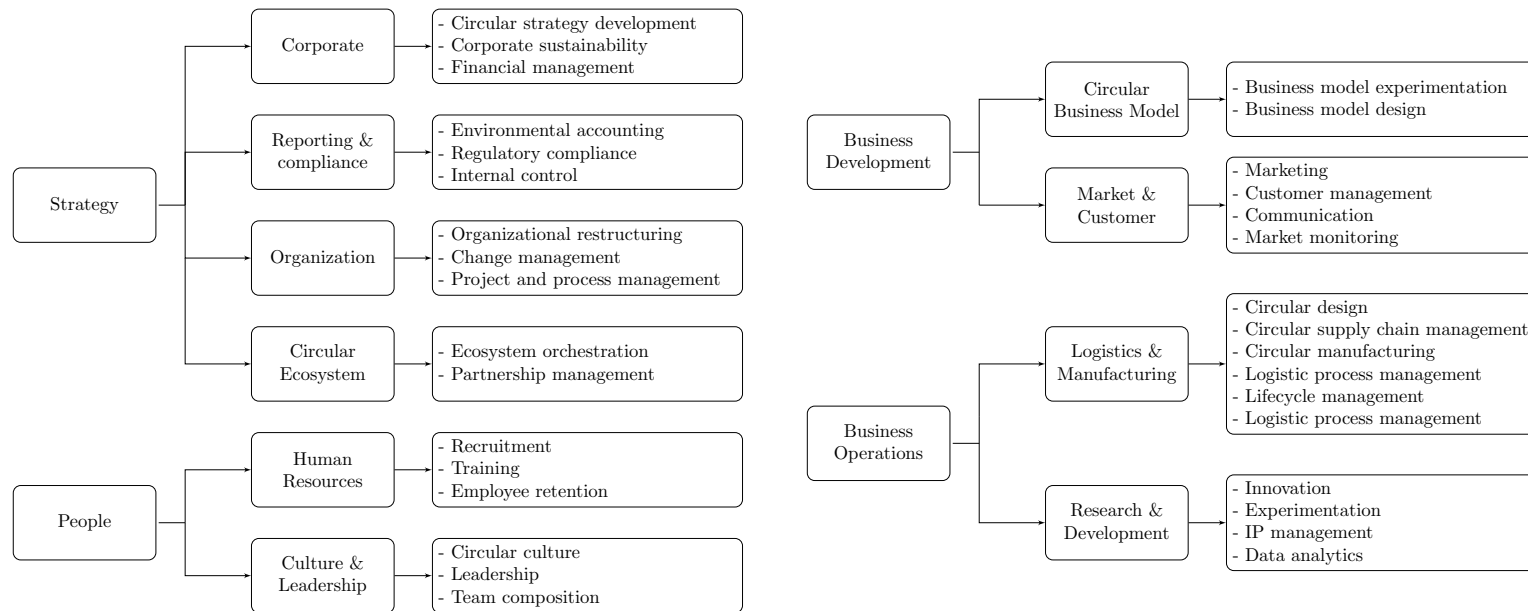 Strategy
Corporate
- Circular strategy development
- Corporate sustainability
- Financial management
Reporting &
compliance
- Environmental accounting
- Regulatory compliance
- Internal control
Organization
- Organizational restructuring
- Change management
- Project and process management
Circular
Ecosystem
- Ecosystem orchestration
- Partnership management
People
Human
Resources
- Recruitment
- Training
- Employee retention
Culture &
Leadership
- Circular culture
- Leadership
- Team composition
Business
Development
Circular
Business Model
- Business model experimentation
- Business model design
Market &
Customer
- Marketing
- Customer management
- Communication
- Market monitoring
Business
Operations
Logistics &
Manufacturing
- Circular design
- Circular supply chain management
- Circular manufacturing
- Logistic process management
- Lifecycle management
- Logistic process management
Research &
Development
- Innovation
- Experimentation
- IP management
- Data analytics